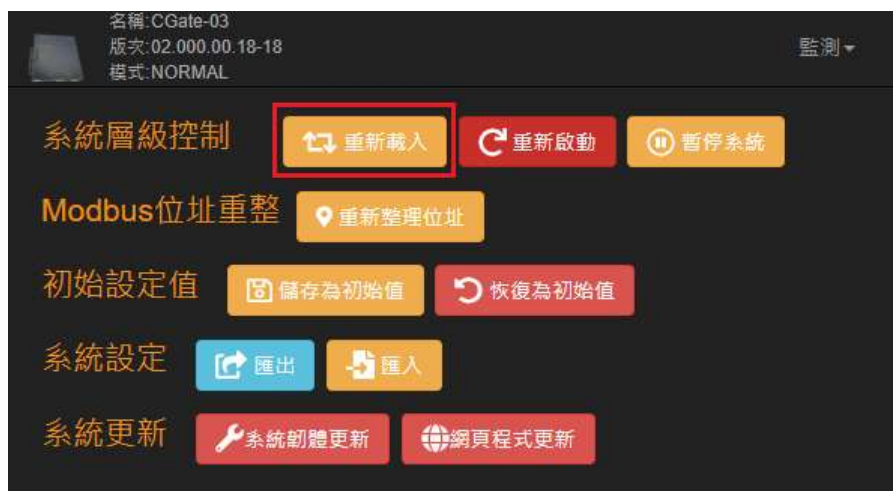 名稱:CGate-03
版次:02.000.00.18-18
模式:NORMAL
監測
系統層級控制 重新載入 重新啟動 暫停系統
Modbus位址重整 重新整理位址
初始設定值 儲存為初始值 恢復為初始值
系統設定 匯出 匯入
系統更新 系統韌體更新 網頁程式更新